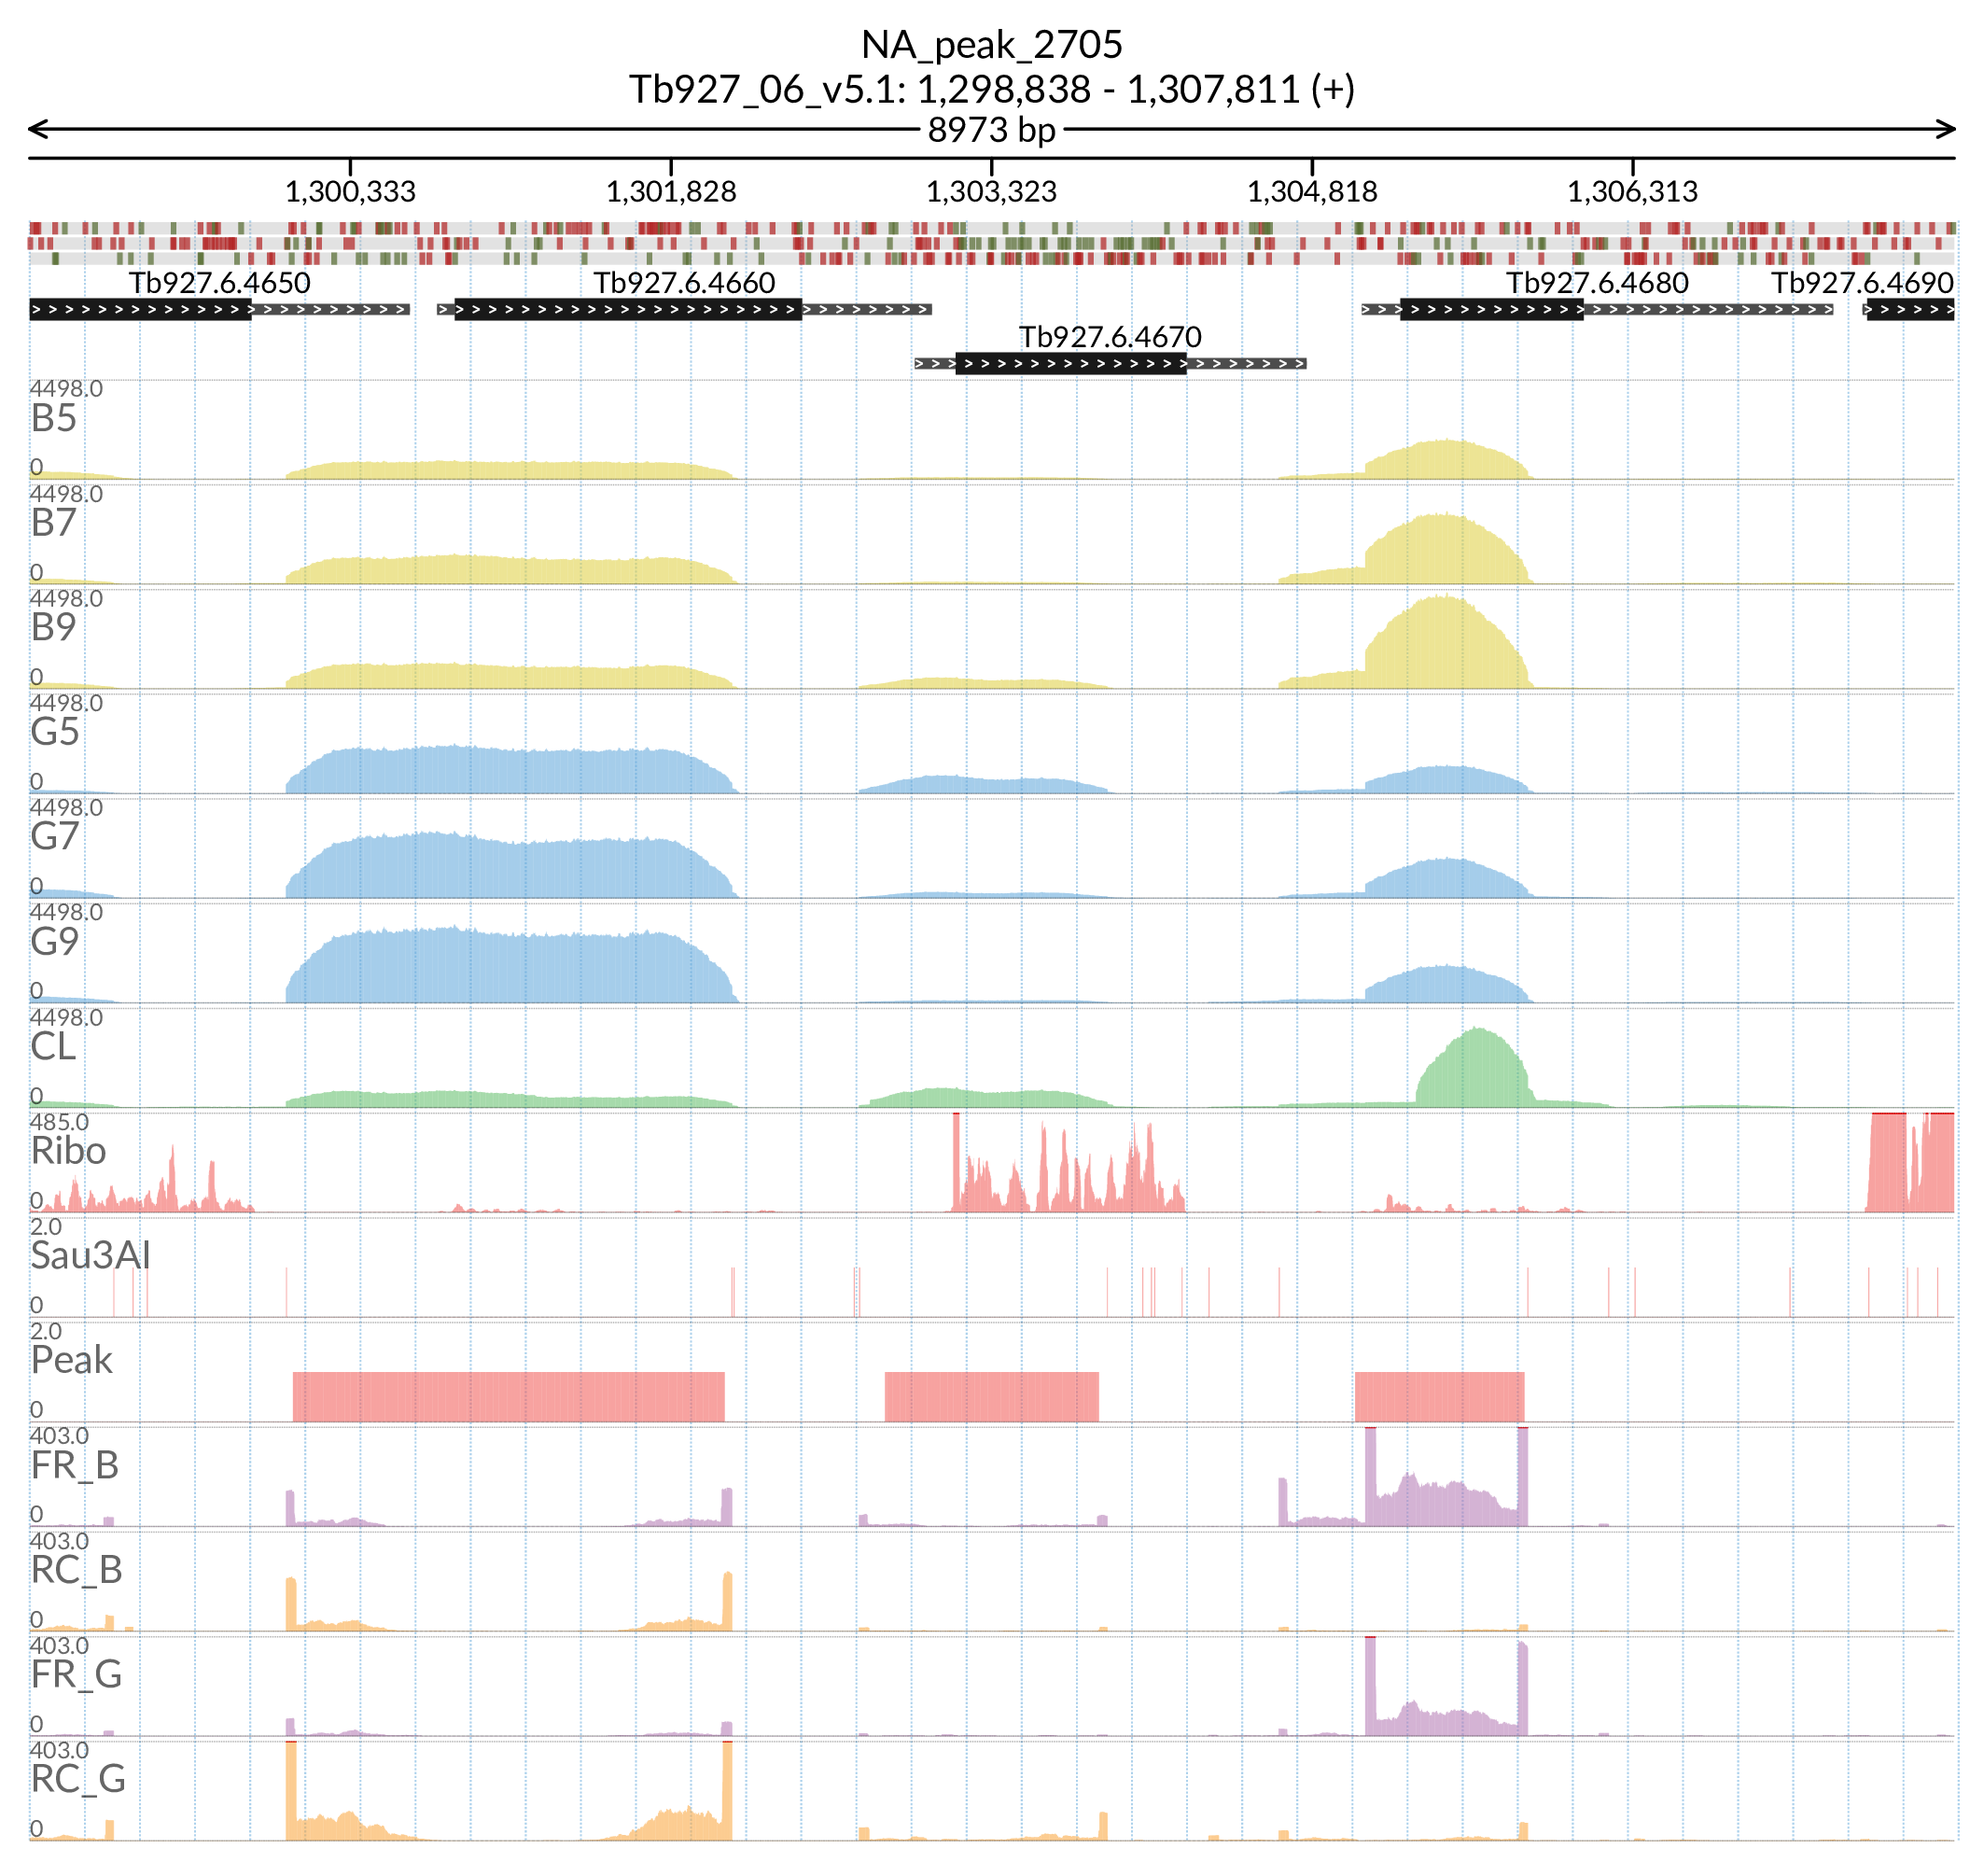 NA_peak_2705
Tb927_06_v5.1: 1,298,838 - 1,307,811 (+)
8973 bp
1,300,333 1,301,828 1,303,323 1,304,818 1,306,313
Tb927.6.4650 Tb927.6.4660 Tb927.6.4680 Tb927.6.4690
Tb927.6.4670
4498.0
B5
0
4498.0
B7
0
4498.0
B9
0
4498.0
G5
0
4498.0
G7
0
4498.0
G9
0
4498.0
CL
0
485.0
Ribo
0
2.0
Sau3AI
0
2.0
Peak
0
403.0
FR_B
0
403.0
RC_B
0
403.0
FR_G
0
403.0
RC_G
0